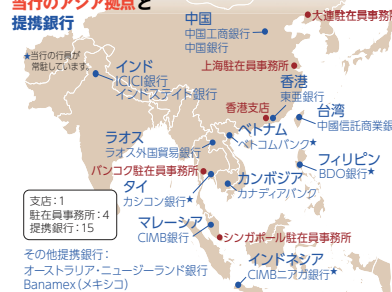 当行のアジア拠点と
提携銀行
★当行の行員が
常駐しています。
中国
中国工商銀行
中国銀行
大連駐在員事務所
インド
ICICI銀行
インドステイト銀行
上海駐在員事務所
香港
東亜銀行
香港支店
台湾
中國信託商業銀
ラオス
ラオス外国貿易銀行
ベトナム
ベトコムバンク★
バンコク駐在員事務所
フィリピン
BDO銀行★
タイ
カシコン銀行★
カンボジア
カナディアバンク
支店:1
駐在員事務所:4
提携銀行:15
マレーシア
CIMB銀行
シンガポール駐在員事務所
インドネシア
CIMBニアガ銀行★
その他提携銀行:
オーストラリア・ニュージーランド銀行
Banamex(メキシコ)